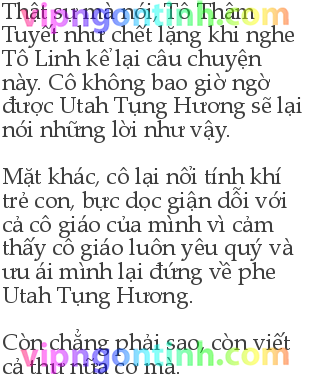 Thật sự mà nói, Tô Thâm
Tuyết như chết lặng khi nghe
Tô Linh kể lại câu chuyện
này. Cô không bao giờ ngờ
được Utah Tụng Hương sẽ lại
nói những lời như vậy.

Mặt khác, cô lại nổi tính khí
trẻ con, bực dọc giận dỗi với
cả cô giáo của mình vì cảm
thấy cô giáo luôn yêu quý và
ưu ái mình lại đứng về phe
Utah Tụng Hương.

Còn chẳng phải sao, còn viết
cả thư nữa cơ mà.
vipngontinh.com
vipngontinh.com